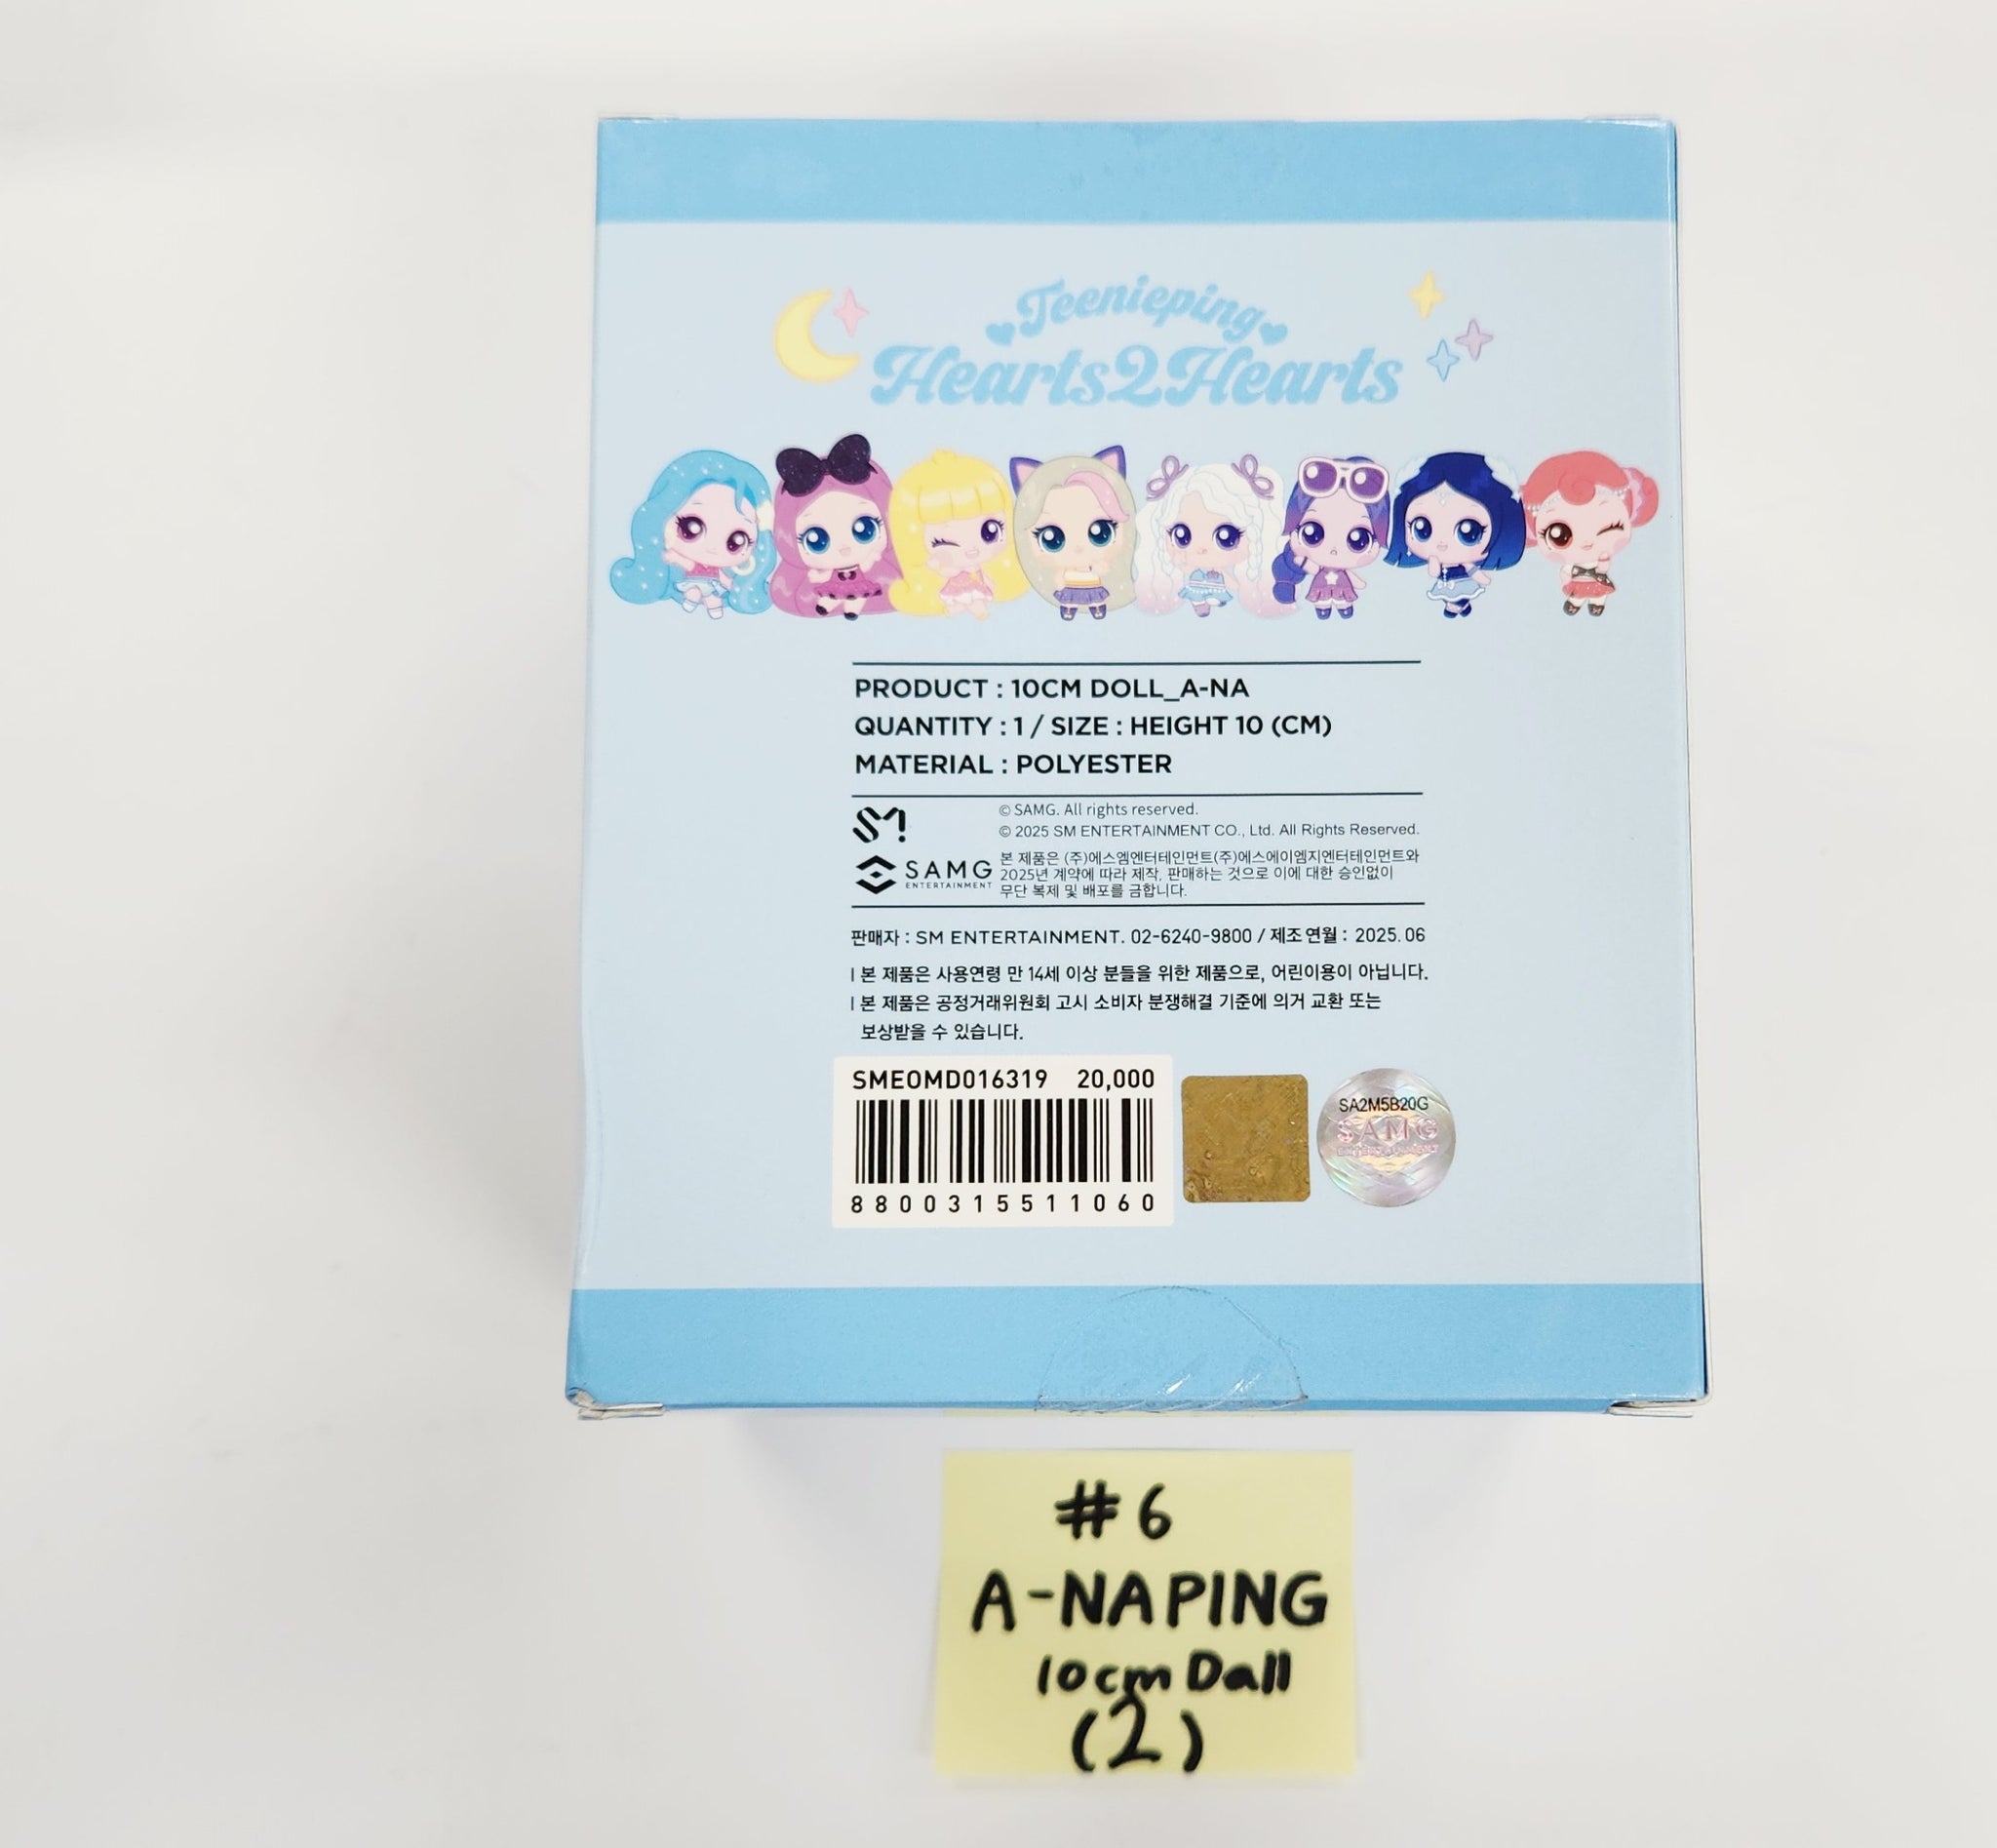 Teenieping
Hearts2Hearts
PRODUCT : 10CM DOLL_A-NA
QUANTITY : 1 / SIZE : HEIGHT 10 (CM)
MATERIAL : POLYESTER
SM
© SAMG. All rights reserved.
© 2025 SM ENTERTAINMENT CO., Ltd. All Rights Reserved.
SAMG
ENTERTAINMENT
본 제품은 (주)에스엠엔터테인먼트(주)에스에이엠지엔터테인먼트와
2025년 계약에 따라 제작, 판매하는 것으로 이에 대한 승인없이
무단 복제 및 배포를 금합니다.
판매자 : SM ENTERTAINMENT. 02-6240-9800 / 제조연월 : 2025. 06
l 본 제품은 사용연령 만 14세 이상 분들을 위한 제품으로, 어린이용이 아닙니다.
l 본 제품은 공정거래위원회 고시 소비자 분쟁해결 기준에 의거 교환 또는
보상받을 수 있습니다.
SMEOMD016319 20,000
8800315511060
SA2M5B20G
SAMG
ENTERTAINMENT
#6
A-NAPING
10cm Dall
(2)